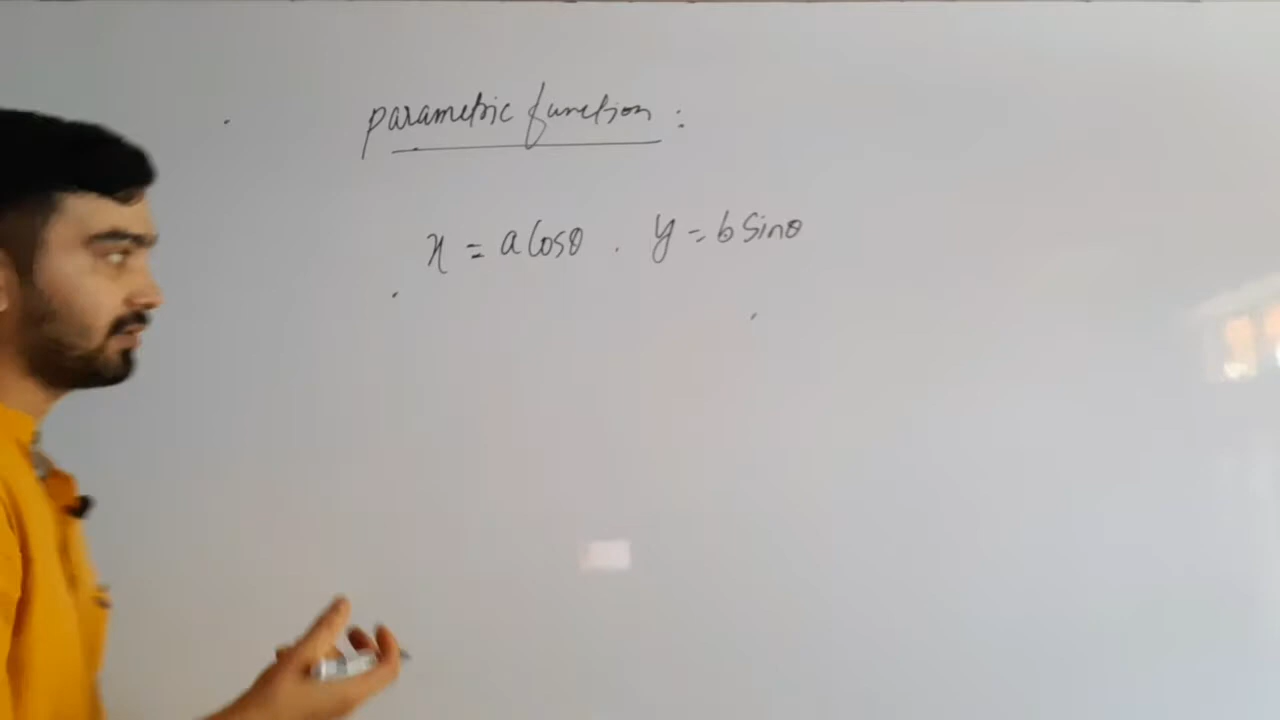 parametric function :
x = a Cosθ . y = b Sinθ